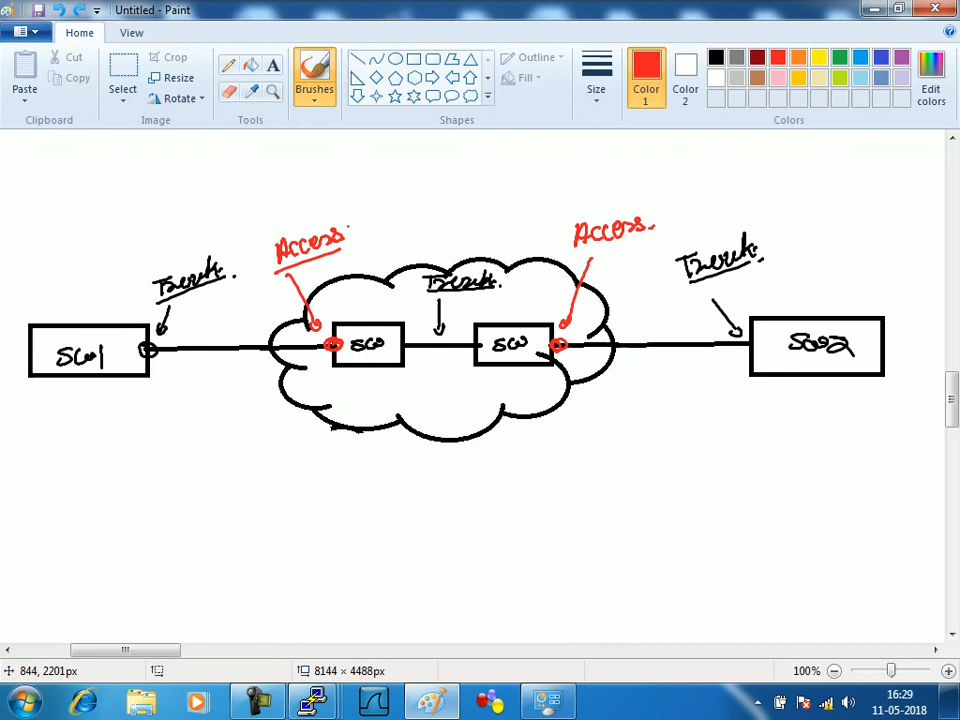 Untitled - Paint
Home View
Paste
Cut
Copy
Clipboard
Select
Crop
Resize
Rotate
Image
A
Tools
Brushes
Outline
Fill
Shapes
Size
Color 1
Color 2
Edit colors
Colors
Access.
Access.
Trunk.
Trunk.
Trunk.
SW1
SW
SW
SW2
844, 2201px
8144 × 4488px
100%
16:29
11-05-2018